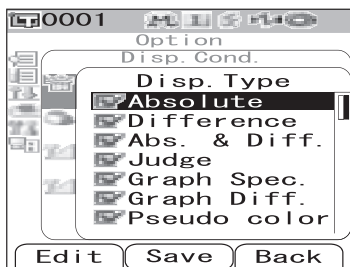 0001
Option
Disp. Cond.
Disp. Type
Absolute
Difference
Abs. & Diff.
Judge
Graph Spec.
Graph Diff.
Pseudo color
Edit Save Back